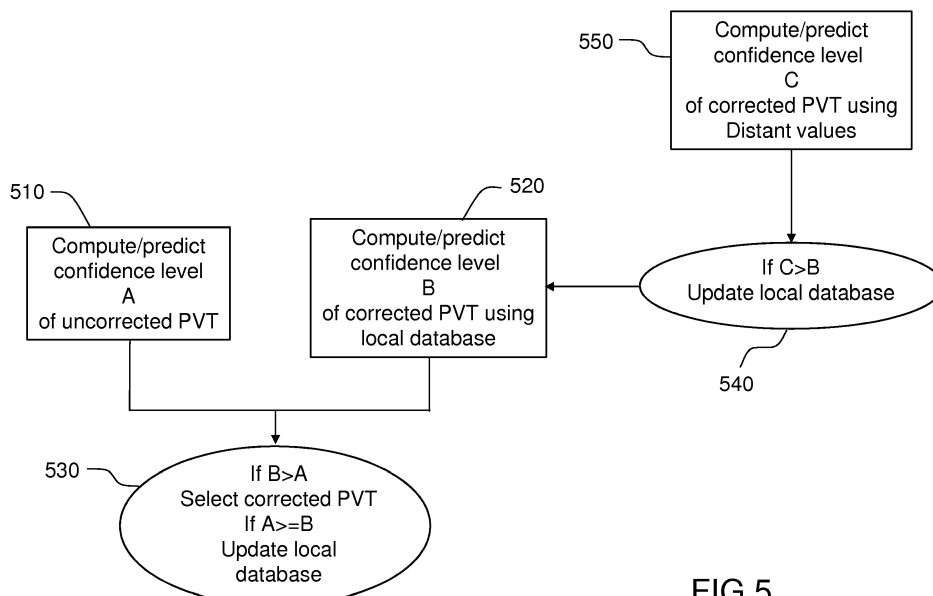 550
Compute/predict
confidence level
C
of corrected PVT using
Distant values
510
520
Compute/predict
confidence level
A
of uncorrected PVT
Compute/predict
confidence level
B
of corrected PVT using
local database
If C>B
Update local database
540
530
If B>A
Select corrected PVT
If A>=B
Update local
database
FIG.5